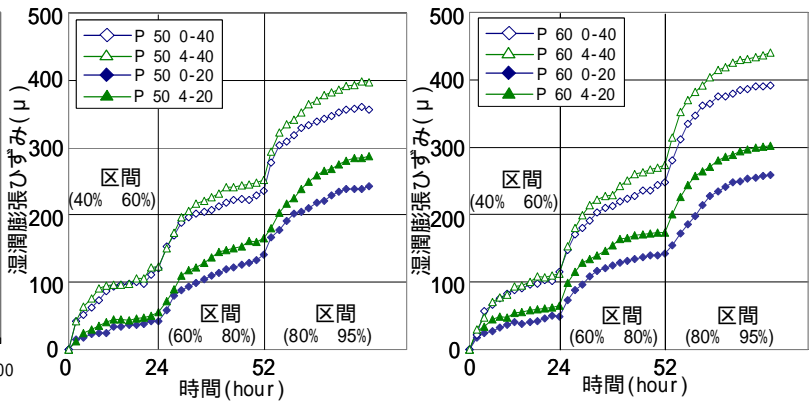 00
湿潤膨張ひずみ(μ)
500
400
300
200
100
0
P 50 0-40
P 50 4-40
P 50 0-20
P 50 4-20
区間
(40% 60%)
区間
(60% 80%)
区間
(80% 95%)
0
24
52
時間(hour)
湿潤膨張ひずみ(μ)
500
400
300
200
100
0
P 60 0-40
P 60 4-40
P 60 0-20
P 60 4-20
区間
(40% 60%)
区間
(60% 80%)
区間
(80% 95%)
0
24
52
時間(hour)